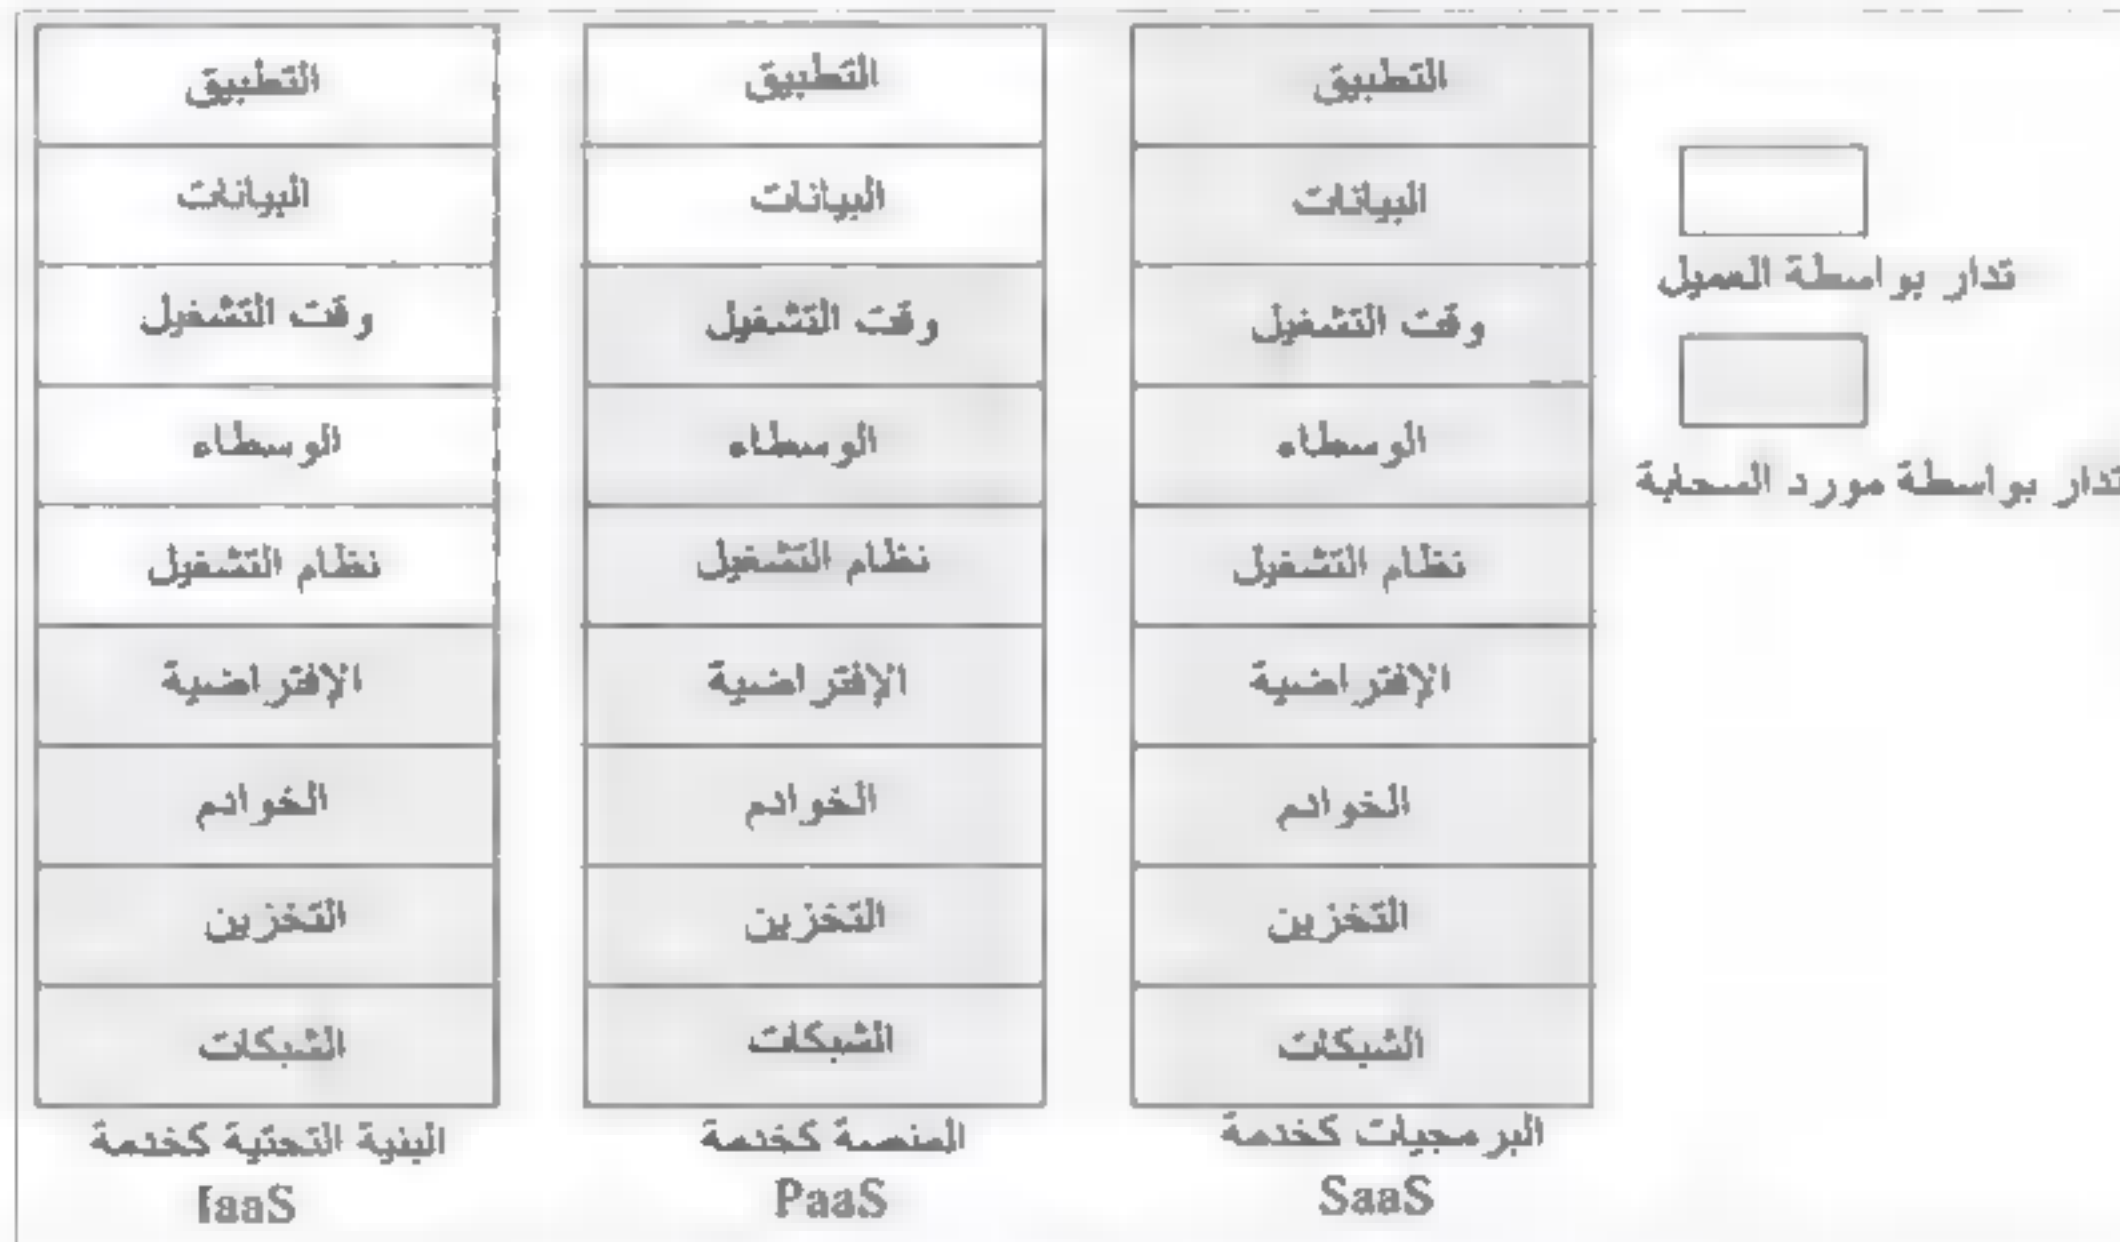 التطبيق
البيانات
وقت التشغيل
الوسطاء
نظام التشغيل
الإفتراضية
الخوادم
التخزين
الشبكات
البنية التحتية كخدمة
IaaS
التطبيق
البيانات
وقت التشغيل
الوسطاء
نظام التشغيل
الإفتراضية
الخوادم
التخزين
الشبكات
المنصة كخدمة
PaaS
التطبيق
البيانات
وقت التشغيل
الوسطاء
نظام التشغيل
الإفتراضية
الخوادم
التخزين
الشبكات
البرمجيات كخدمة
SaaS
تدار بواسطة العميل
تدار بواسطة مورد السحابة